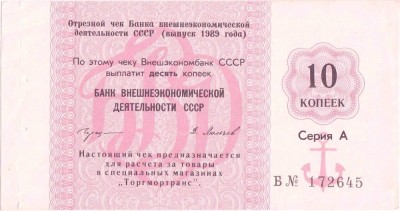 Отрезной чек Банка внешнеэкономической
деятельности СССР (выпуск 1989 года)
По этому чеку Внешэкономбанк СССР
выплатит десять копеек
БАНК ВНЕШНЕЭКОНОМИЧЕСКОЙ
ДЕЯТЕЛЬНОСТИ СССР
Настоящий чек предназначается
для расчета за товары
в специальных магазинах
"Торгмортранс".
10
КОПЕЕК
Серия А
Б № 172645